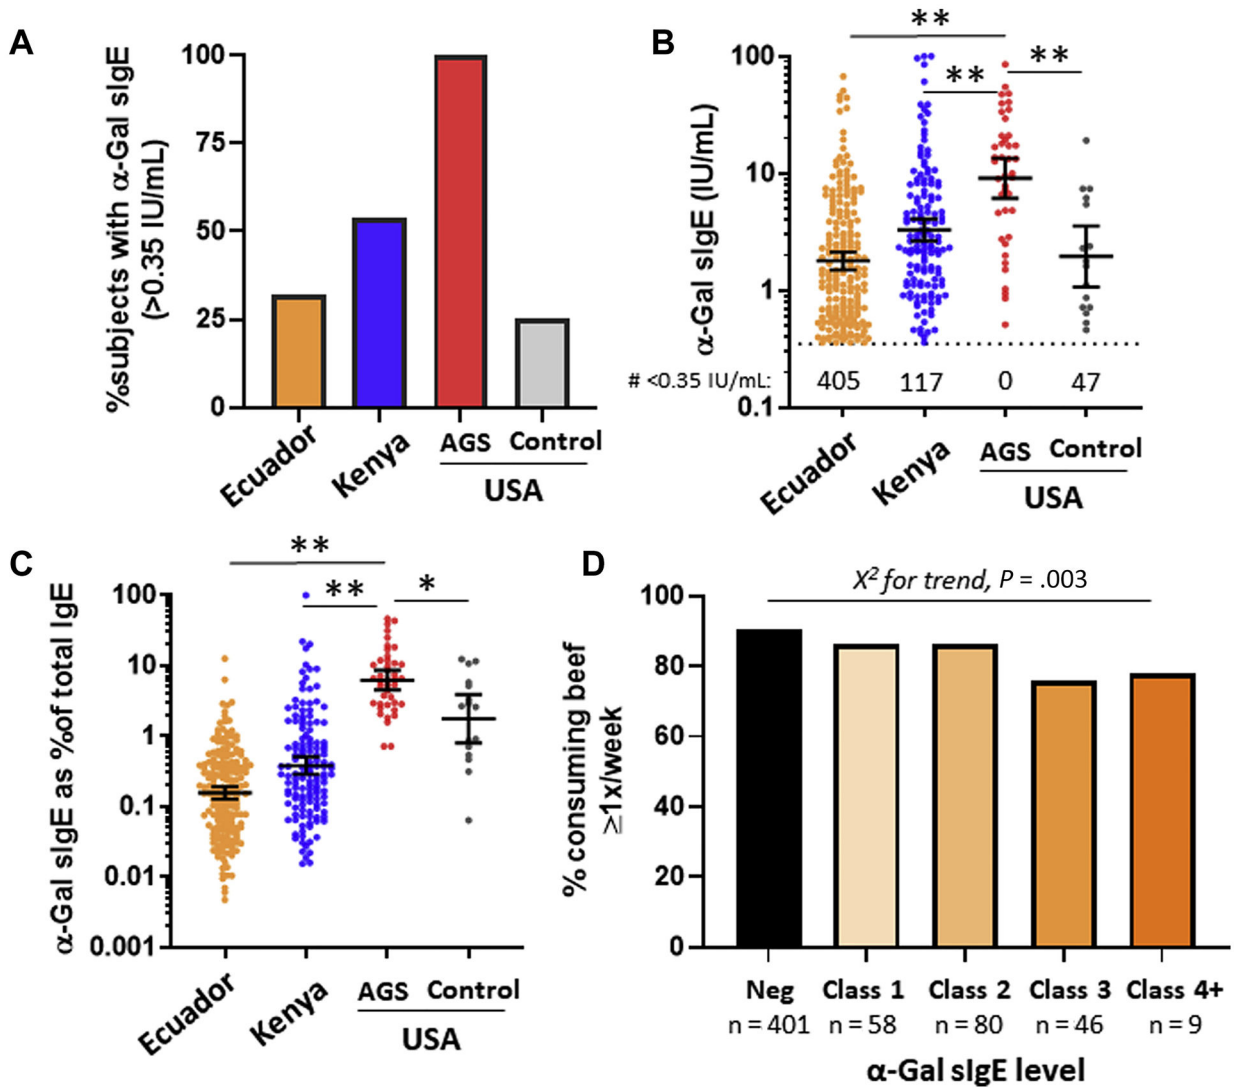 A
%subjects with α-Gal sIgE
(>0.35 IU/mL)
100
75
50
25
0
Ecuador
Kenya
AGS
Control
USA
B
**
**
**
α-Gal sIgE (IU/mL)
100
10
1
0.1
# <0.35 IU/mL:
405
117
0
47
Ecuador
Kenya
AGS
Control
USA
C
**
**
*
α-Gal sIgE as %of total IgE
100
10
1
0.1
0.01
0.001
Ecuador
Kenya
AGS
Control
USA
D
X² for trend, P = .003
% consuming beef
≥1x/week
100
80
60
40
20
0
Neg
Class 1
Class 2
Class 3
Class 4+
n = 401
n = 58
n = 80
n = 46
n = 9
α-Gal sIgE level